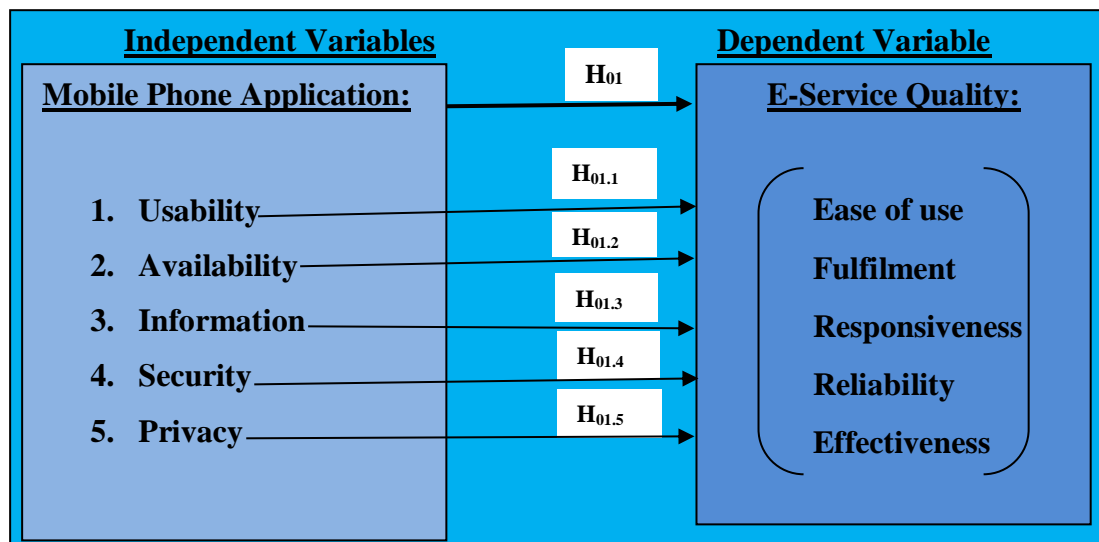 Independent Variables
Dependent Variable
Mobile Phone Application:
H01
E-Service Quality:
1. Usability
H01.1
Ease of use
2. Availability
H01.2
Fulfilment
3. Information
H01.3
Responsiveness
4. Security
H01.4
Reliability
5. Privacy
H01.5
Effectiveness